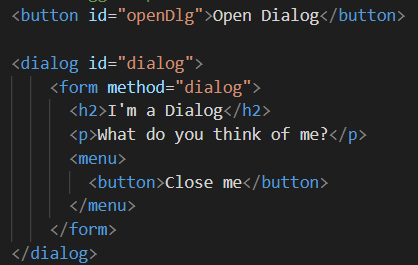 <button id="openDlg">Open Dialog</button>
<dialog id="dialog">
<form method="dialog">
<h2>I'm a Dialog</h2>
<p>What do you think of me?</p>
<menu>
<button>Close me</button>
</menu>
</form>
</dialog>